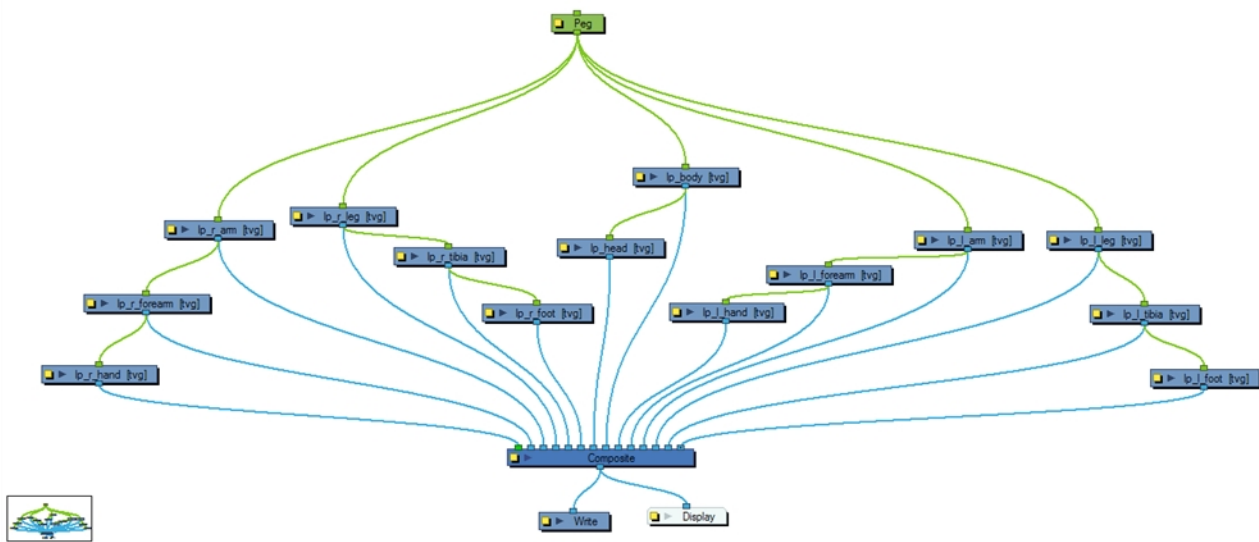 Peg
lp_body [tvg]
lp_r_leg [tvg]
lp_r_arm [tvg]
lp_l_arm [tvg]
lp_l_leg [tvg]
lp_head [tvg]
lp_r_tibia [tvg]
lp_l_forearm [tvg]
lp_r_forearm [tvg]
lp_r_foot [tvg]
lp_l_hand [tvg]
lp_l_tibia [tvg]
lp_r_hand [tvg]
lp_l_foot [tvg]
Composite
Write
Display